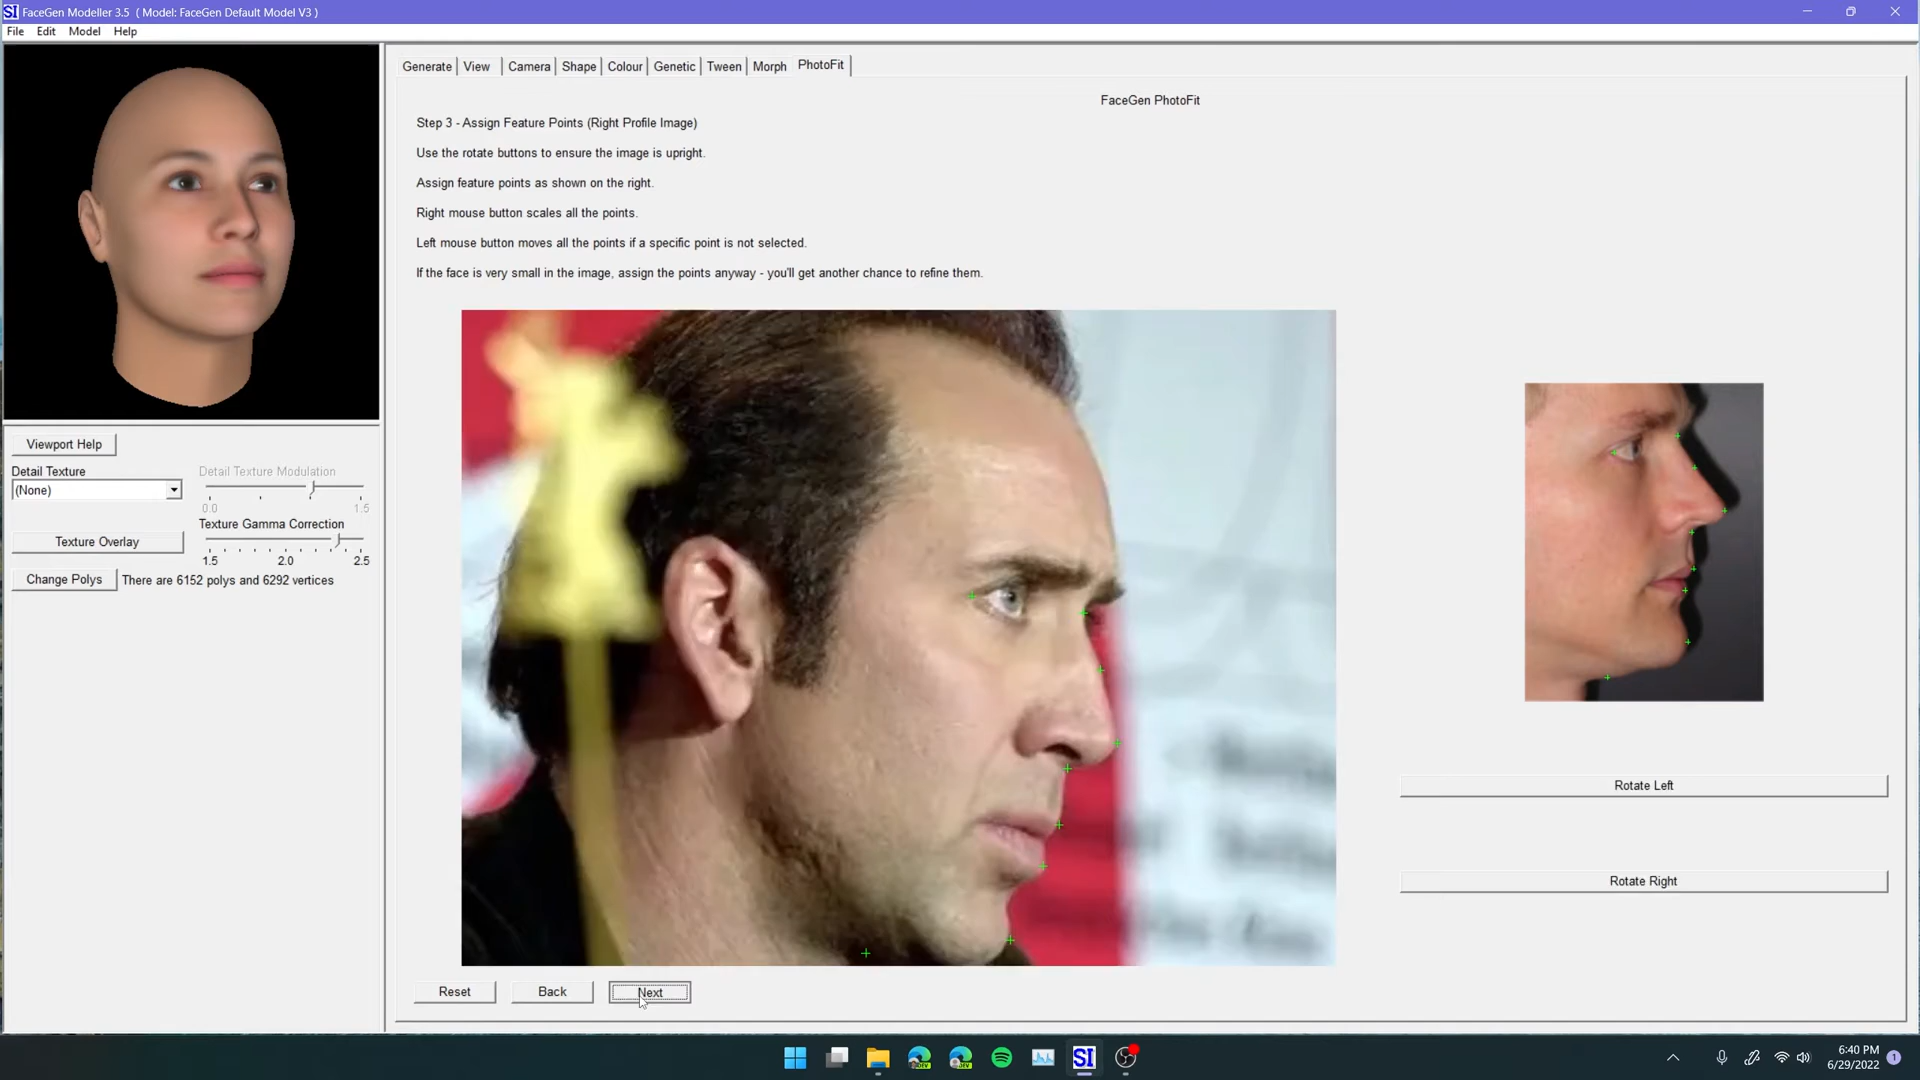 SI FaceGen Modeller 3.5 ( Model: FaceGen Default Model V3 )
File Edit Model Help
Generate View Camera Shape Colour Genetic Tween Morph PhotoFit
FaceGen PhotoFit
Step 3 - Assign Feature Points (Right Profile Image)
Use the rotate buttons to ensure the image is upright.
Assign feature points as shown on the right.
Right mouse button scales all the points.
Left mouse button moves all the points if a specific point is not selected.
If the face is very small in the image, assign the points anyway - you'll get another chance to refine them.
Viewport Help
Detail Texture
(None)
Detail Texture Modulation
0.0 1.5
Texture Gamma Correction
1.5 2.0 2.5
Texture Overlay
Change Polys There are 6152 polys and 6292 vertices
Rotate Left
Rotate Right
Reset Back Next
DEV DEV SI
6:40 PM
6/29/2022
1